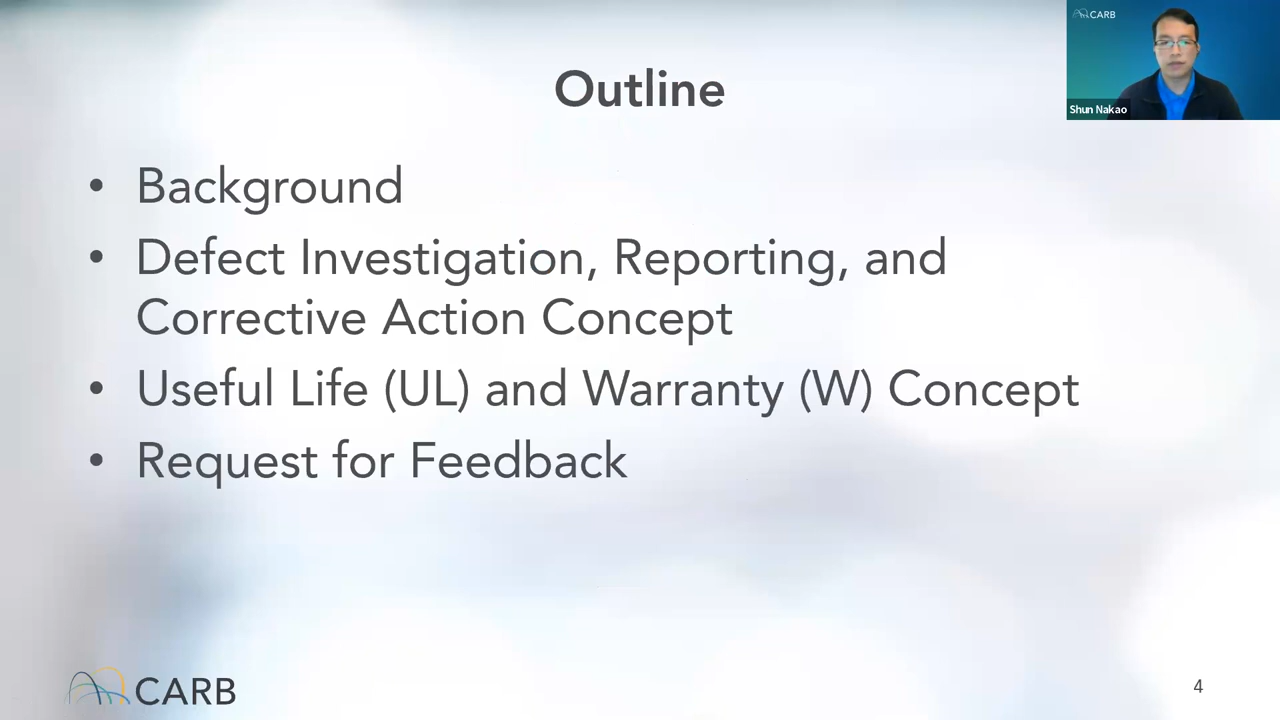 CARB
Shun Nakao
Outline
• Background
• Defect Investigation, Reporting, and
Corrective Action Concept
• Useful Life (UL) and Warranty (W) Concept
• Request for Feedback
CARB
4